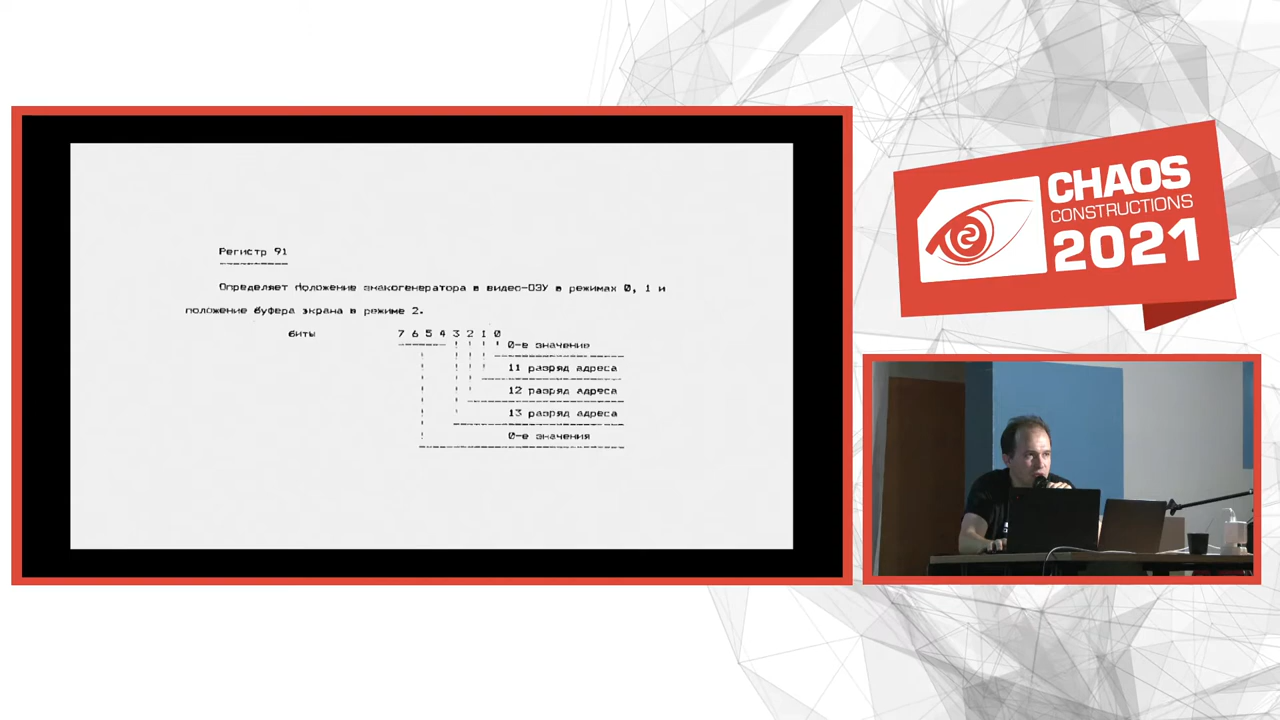 Регистр 91
Определяет положение знакогенератора в видео-ОЗУ в режимах 0, 1 и
положение буфера экрана в режиме 2.
биты 7 6 5 4 3 2 1 0
0-е значение
11 разряд адреса
12 разряд адреса
13 разряд адреса
0-е значения
CHAOS
CONSTRUCTIONS
2021